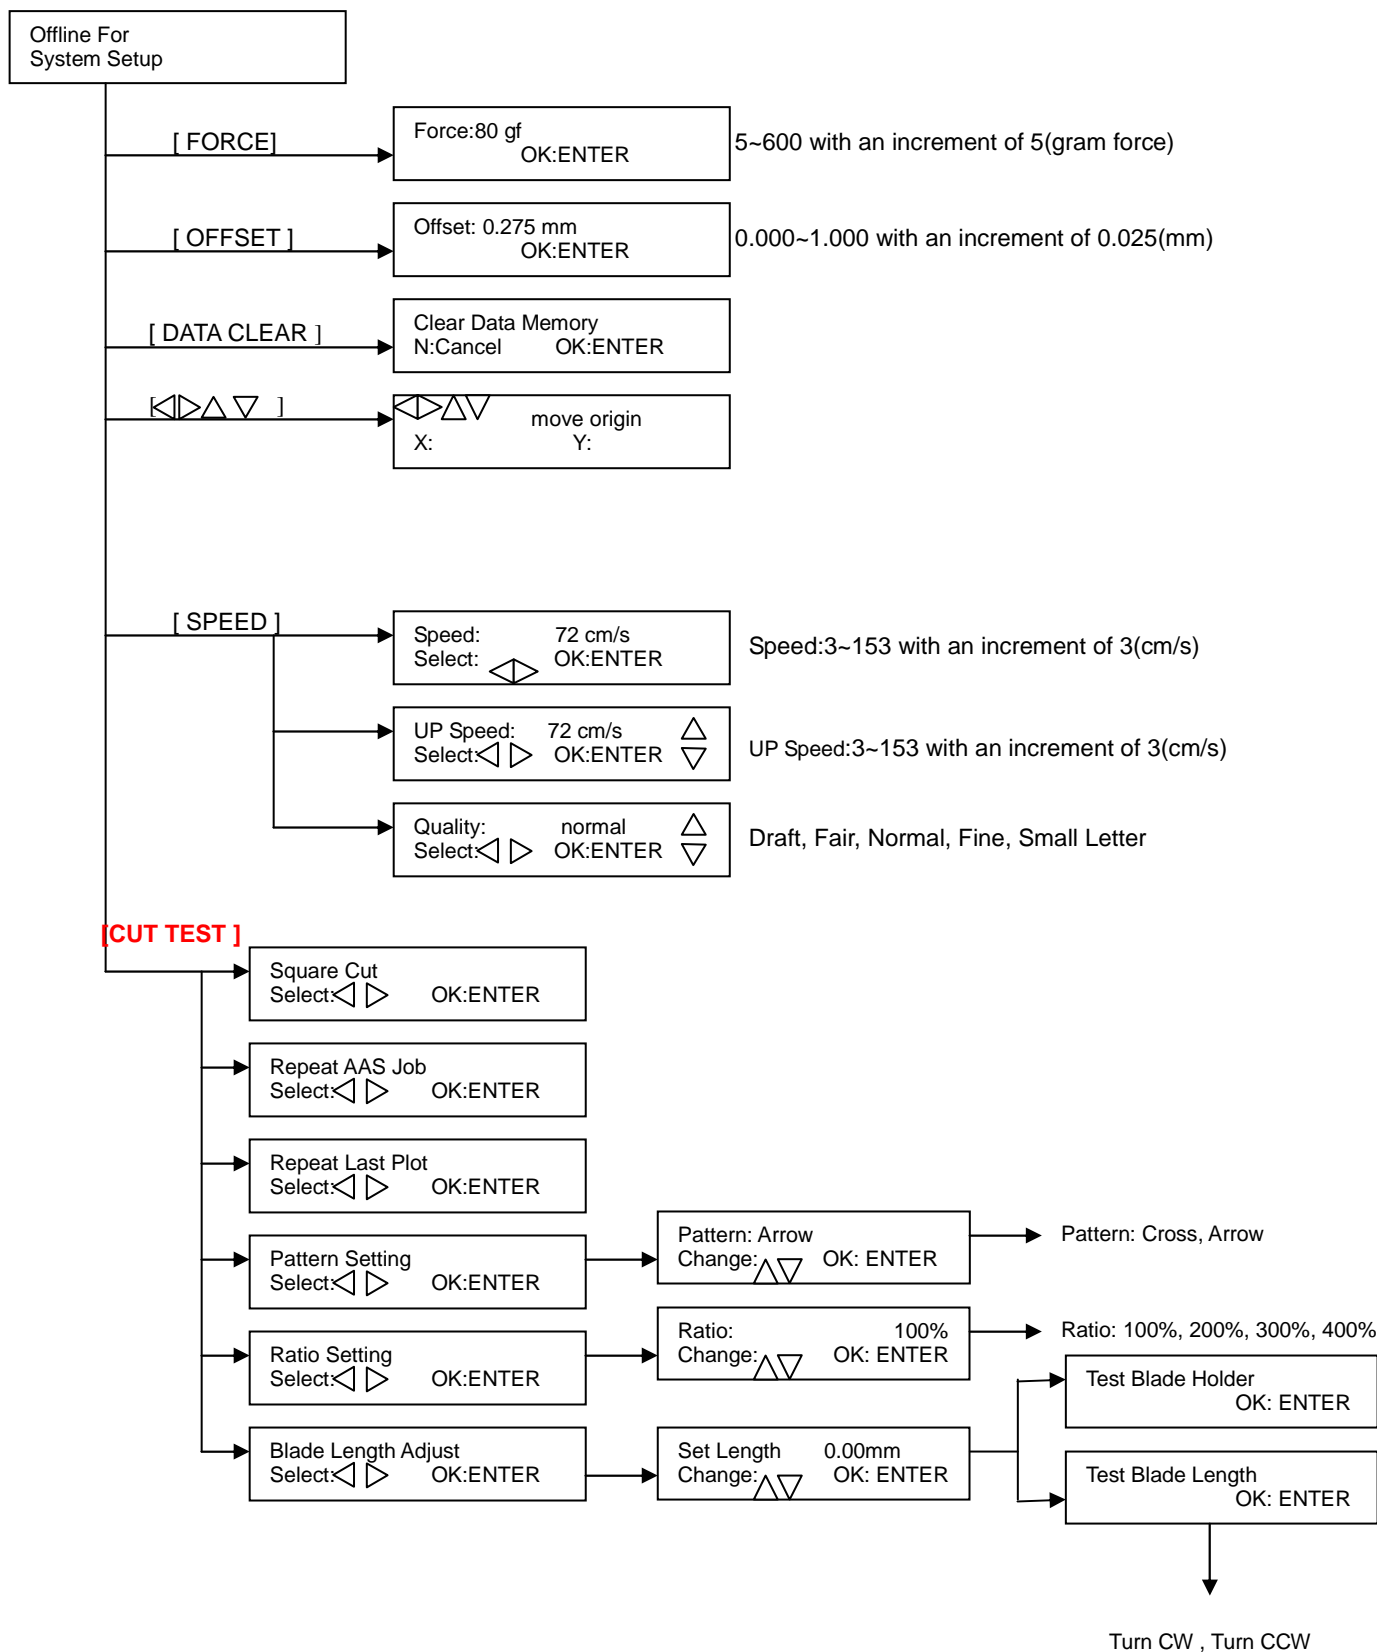 Offline For
System Setup
[ FORCE]
Force:80 gf
OK:ENTER
5~600 with an increment of 5(gram force)
[ OFFSET ]
Offset: 0.275 mm
OK:ENTER
0.000~1.000 with an increment of 0.025(mm)
[ DATA CLEAR ]
Clear Data Memory
N:Cancel OK:ENTER
[◁▷△ ▽ ]
◁▷△▽ move origin
X: Y:
[ SPEED ]
Speed: 72 cm/s
Select: ◁▷ OK:ENTER
Speed:3~153 with an increment of 3(cm/s)
UP Speed: 72 cm/s △
Select:◁ ▷ OK:ENTER ▽
UP Speed:3~153 with an increment of 3(cm/s)
Quality: normal △
Select:◁ ▷ OK:ENTER ▽
Draft, Fair, Normal, Fine, Small Letter
[CUT TEST ]
Square Cut
Select:◁ ▷ OK:ENTER
Repeat AAS Job
Select:◁ ▷ OK:ENTER
Repeat Last Plot
Select:◁ ▷ OK:ENTER
Pattern Setting
Select:◁ ▷ OK:ENTER
Pattern: Arrow
Change:△▽ OK: ENTER
Pattern: Cross, Arrow
Ratio Setting
Select:◁ ▷ OK:ENTER
Ratio: 100%
Change:△▽ OK: ENTER
Ratio: 100%, 200%, 300%, 400%
Blade Length Adjust
Select:◁ ▷ OK:ENTER
Set Length 0.00mm
Change:△▽ OK: ENTER
Test Blade Holder
OK: ENTER
Test Blade Length
OK: ENTER
Turn CW , Turn CCW